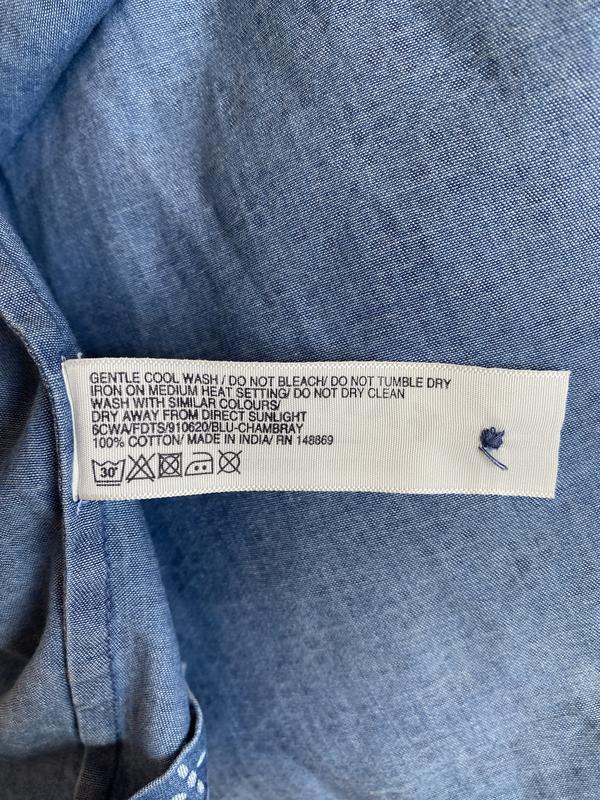 GENTLE COOL WASH / DO NOT BLEACH/ DO NOT TUMBLE DRY
IRON ON MEDIUM HEAT SETTING/ DO NOT DRY CLEAN
WASH WITH SIMILAR COLOURS/
DRY AWAY FROM DIRECT SUNLIGHT
6CWA/FDTS/910620/BLU-CHAMBRAY
100% COTTON/ MADE IN INDIA/ RN 148869
30°